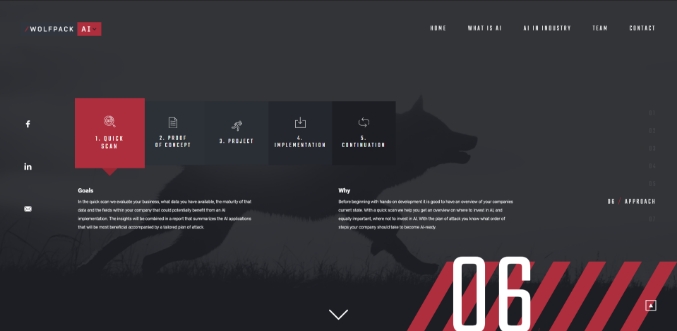 WOLFPACK AI
HOME WHAT IS AI AI IN INDUSTRY TEAM CONTACT
1. QUICK
SCAN
2. PROOF
OF CONCEPT
3. PROJECT
4.
IMPLEMENTATION
5.
CONTINUATION
Goals
In the quick scan we evaluate your business, what data you have available, the maturity of that
data and the fields within your company that could potentially benefit from an AI
implementation. The insights will be combined in a report that summarizes the AI applications
that will be most beneficial accompanied by a tailored plan of attack.
Why
Before beginning with hands on development it is good to have an overview of your companies
current state. With a quick scan we help you get an overview on where to invest in AI, and
equally important, where not to invest in AI. With the plan of attack you know what order of
steps your company should take to become AI-ready.
06 / APPROACH
06